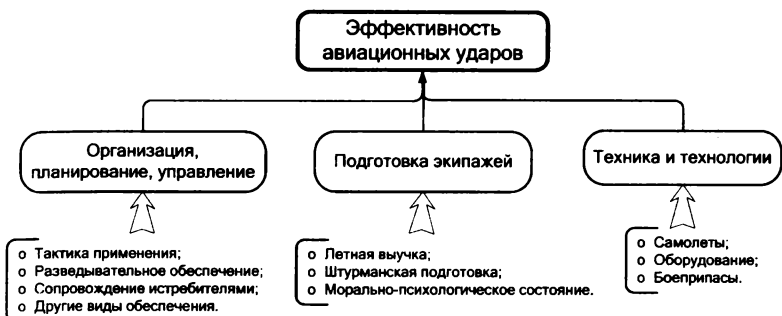 Эффективность
авиационных ударов
Организация,
планирование, управление
Подготовка экипажей
Техника и технологии
o Тактика применения;
o Разведывательное обеспечение;
o Сопровождение истребителями;
o Другие виды обеспечения.
o Летная выучка;
o Штурманская подготовка;
o Морально-психологическое состояние.
o Самолеты;
o Оборудование;
o Боеприпасы.